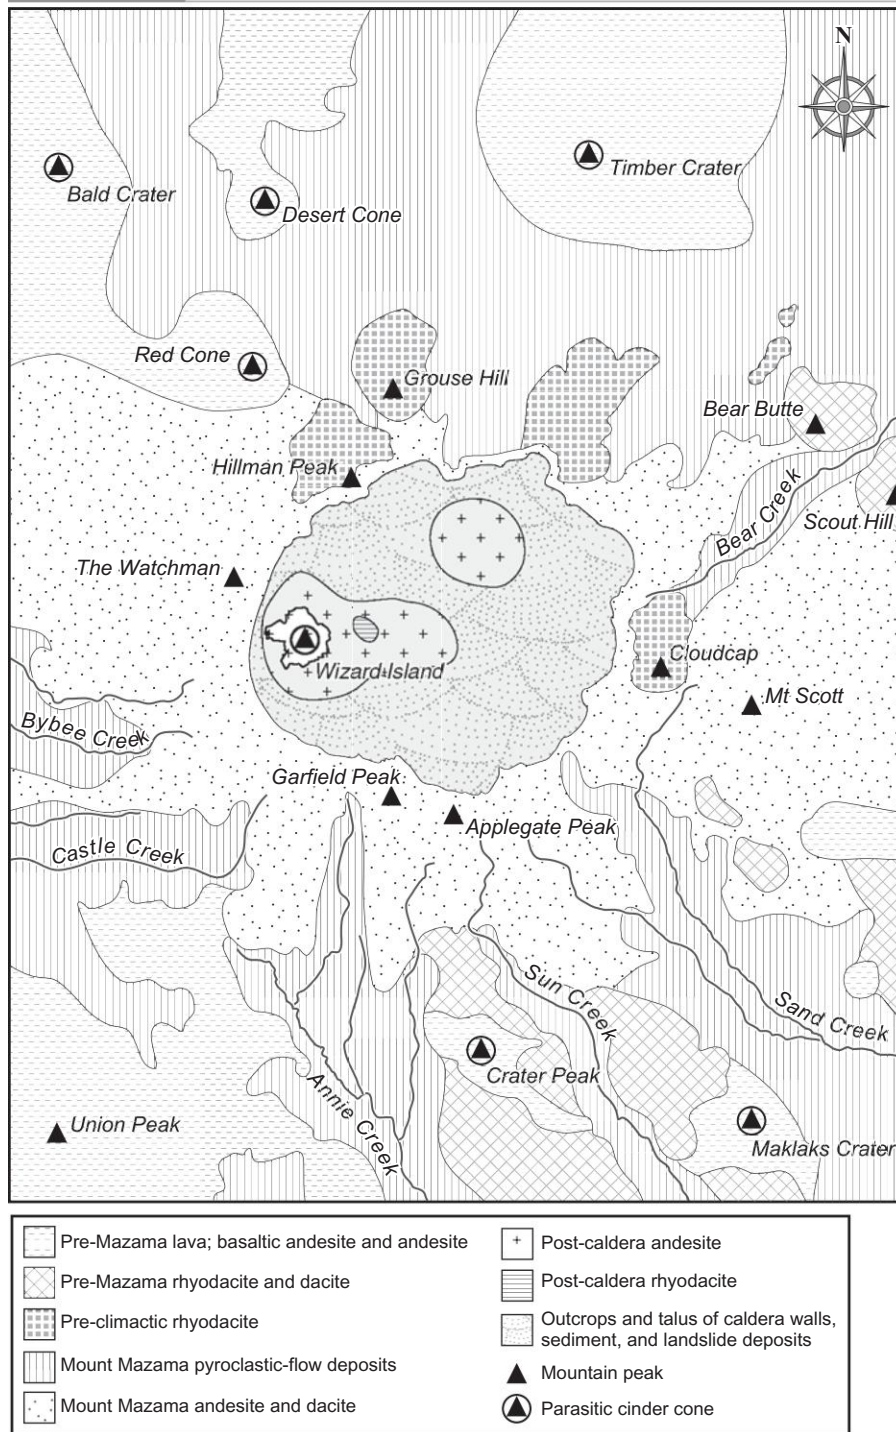 N
Bald Crater
Desert Cone
Timber Crater
Red Cone
Grouse Hill
Bear Butte
Hillman Peak
Bear Creek
Scout Hill
The Watchman
Cloudcap
Wizard Island
Mt Scott
Bybee Creek
Garfield Peak
Applegate Peak
Castle Creek
Sun Creek
Sand Creek
Crater Peak
Annie Creek
Union Peak
Maklaks Crater
Pre-Mazama lava; basaltic andesite and andesite
Pre-Mazama rhyodacite and dacite
Pre-climactic rhyodacite
Mount Mazama pyroclastic-flow deposits
Mount Mazama andesite and dacite
Post-caldera andesite
Post-caldera rhyodacite
Outcrops and talus of caldera walls,
sediment, and landslide deposits
Mountain peak
Parasitic cinder cone